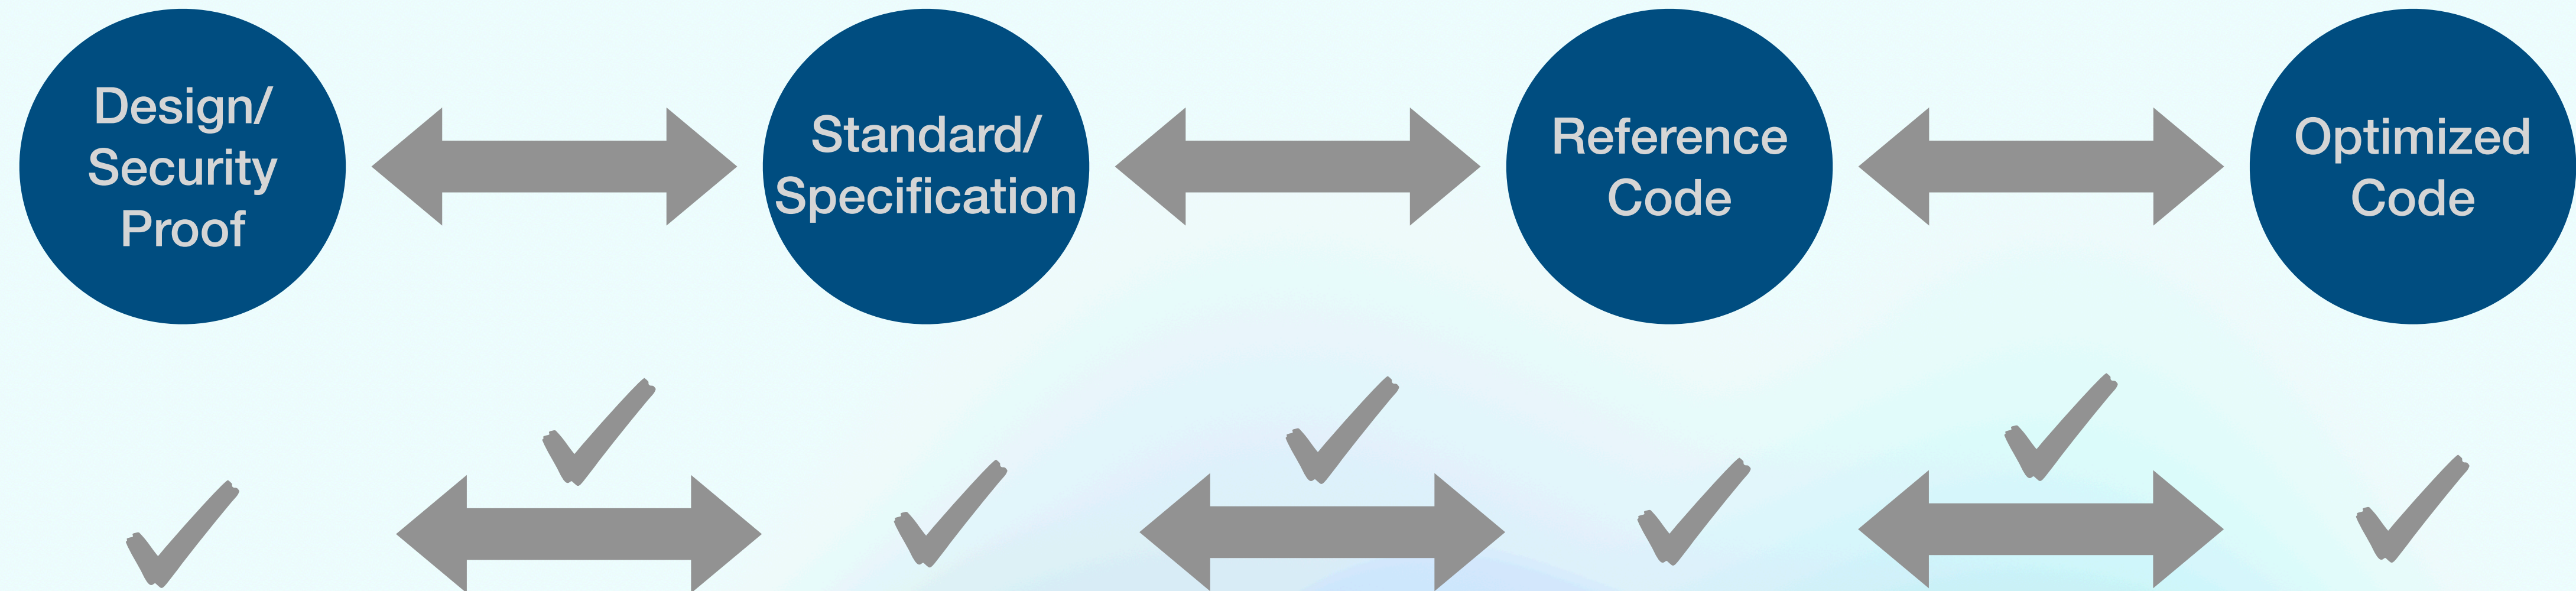 Design/
Security
Proof
Standard/
Specification
Reference
Code
Optimized
Code